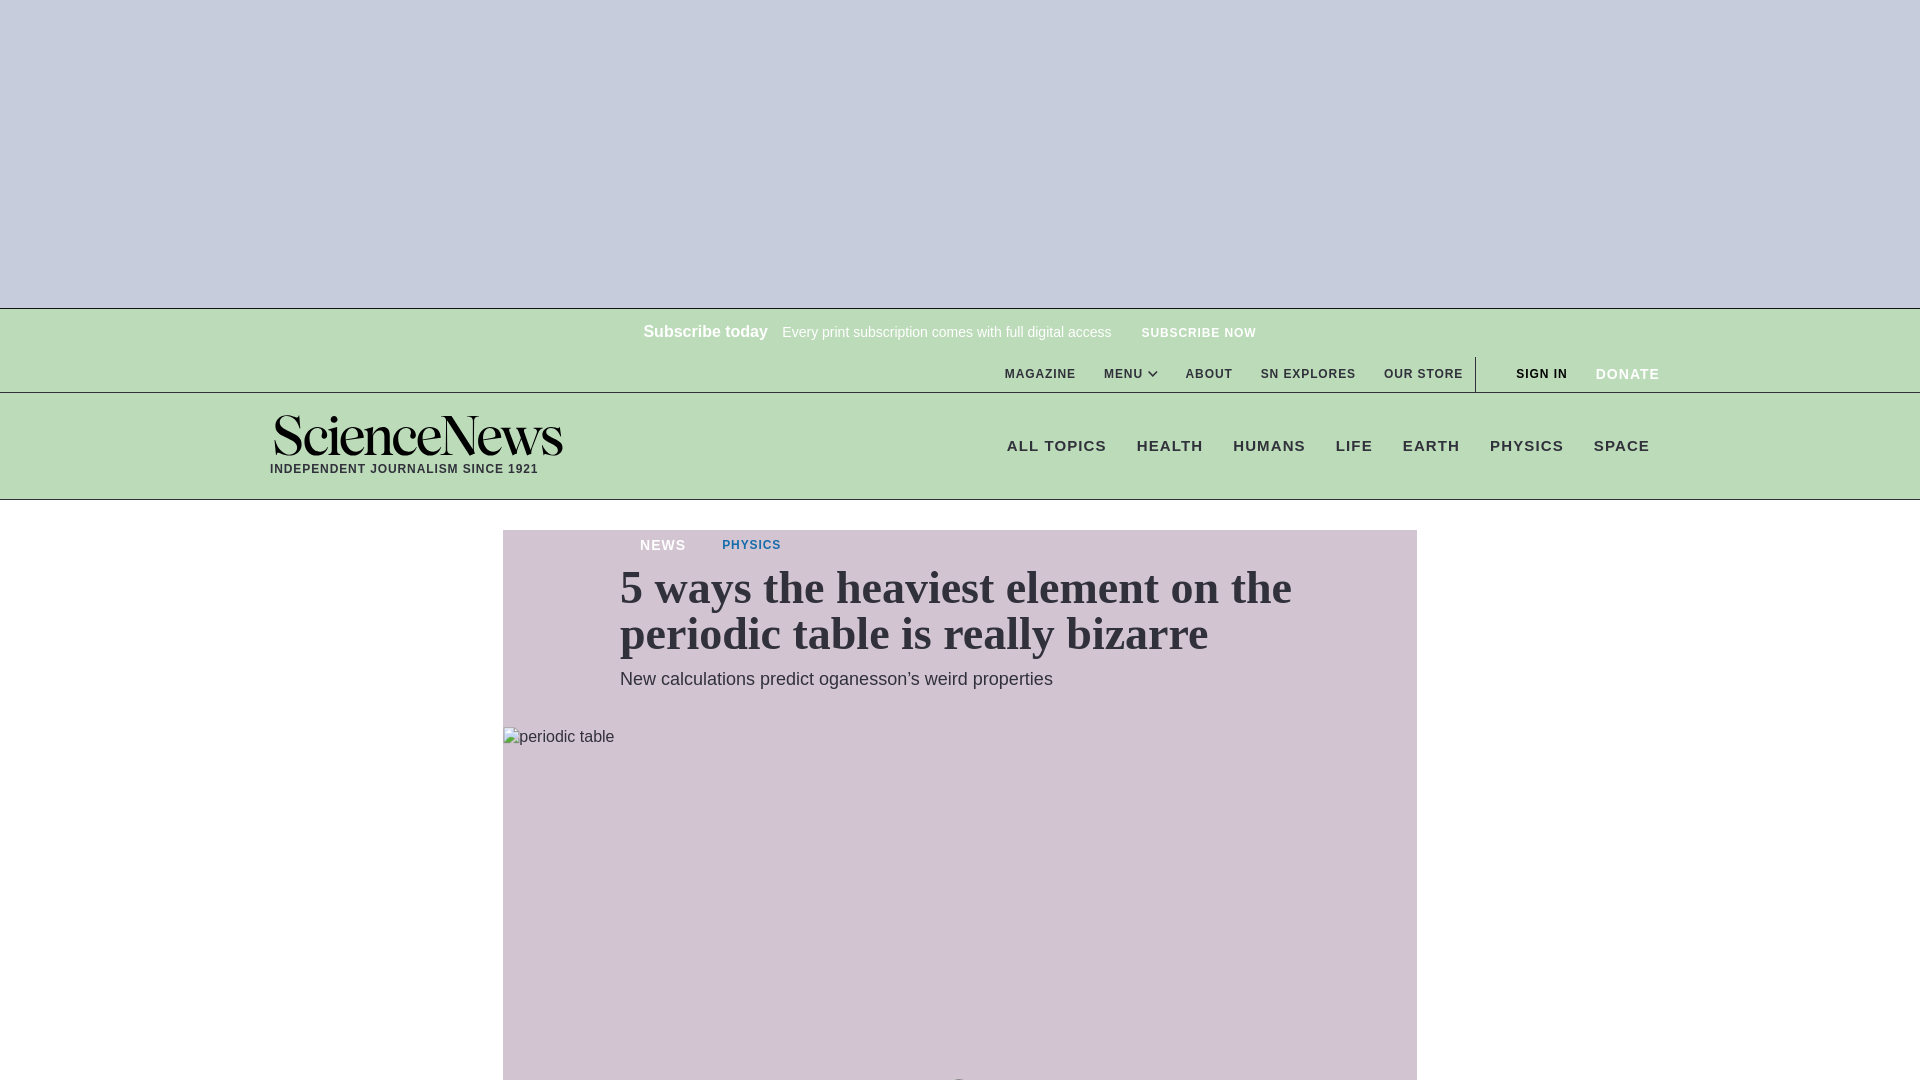 Subscribe today Every print subscription comes with full digital access SUBSCRIBE NOW
MAGAZINE MENU ABOUT SN EXPLORES OUR STORE SIGN IN DONATE
ScienceNews
INDEPENDENT JOURNALISM SINCE 1921
ALL TOPICS HEALTH HUMANS LIFE EARTH PHYSICS SPACE
NEWS PHYSICS
5 ways the heaviest element on the
periodic table is really bizarre
New calculations predict oganesson’s weird properties
periodic table